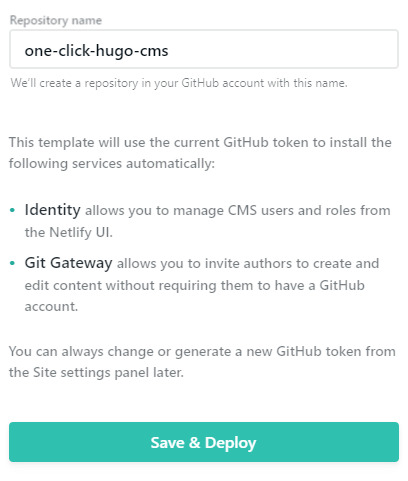 Repository name
one-click-hugo-cms
We'll create a repository in your GitHub account with this name.
This template will use the current GitHub token to install the
following services automatically:
• Identity allows you to manage CMS users and roles from
the Netlify UI.
• Git Gateway allows you to invite authors to create and
edit content without requiring them to have a GitHub
account.
You can always change or generate a new GitHub token from
the Site settings panel later.
Save & Deploy